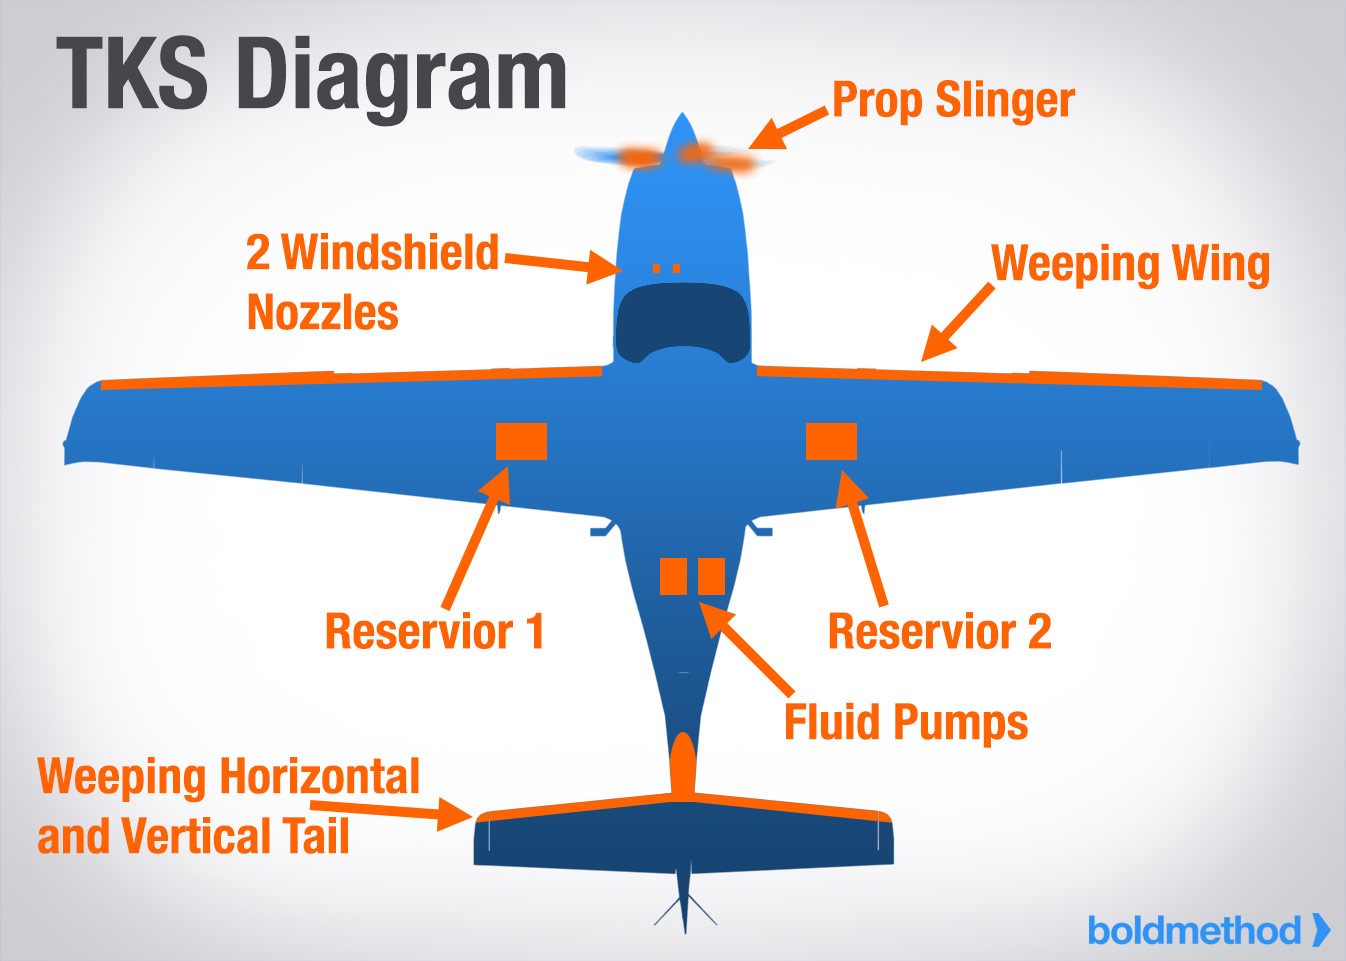 TKS Diagram
Prop Slinger
2 Windshield
Nozzles
Weeping Wing
Reservior 1
Reservior 2
Fluid Pumps
Weeping Horizontal
and Vertical Tail
boldmethod